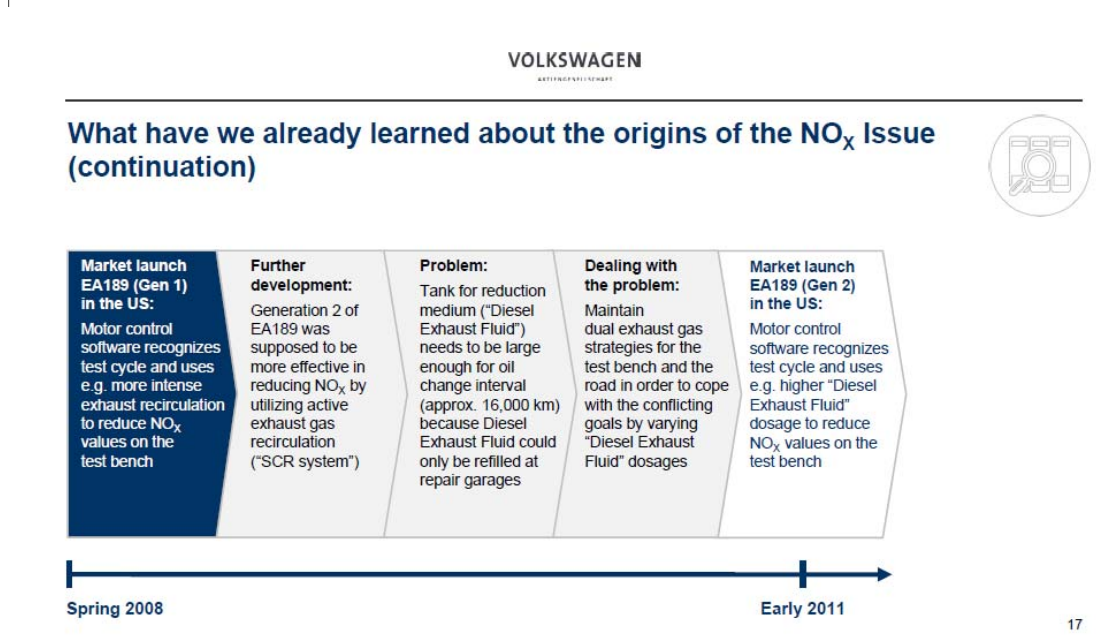 VOLKSWAGEN
AKTIENGESELLSCHAFT
What have we already learned about the origins of the NOX Issue
(continuation)
Market launch
EA189 (Gen 1)
in the US:
Motor control
software recognizes
test cycle and uses
e.g. more intense
exhaust recirculation
to reduce NOX
values on the
test bench
Further
development:
Generation 2 of
EA189 was
supposed to be
more effective in
reducing NOX by
utilizing active
exhaust gas
recirculation
(“SCR system”)
Problem:
Tank for reduction
medium (“Diesel
Exhaust Fluid”)
needs to be large
enough for oil
change interval
(approx. 16,000 km)
because Diesel
Exhaust Fluid could
only be refilled at
repair garages
Dealing with
the problem:
Maintain
dual exhaust gas
strategies for the
test bench and the
road in order to cope
with the conflicting
goals by varying
“Diesel Exhaust
Fluid” dosages
Market launch
EA189 (Gen 2)
in the US:
Motor control
software recognizes
test cycle and uses
e.g. higher “Diesel
Exhaust Fluid”
dosage to reduce
NOX values on the
test bench
Spring 2008
Early 2011
17